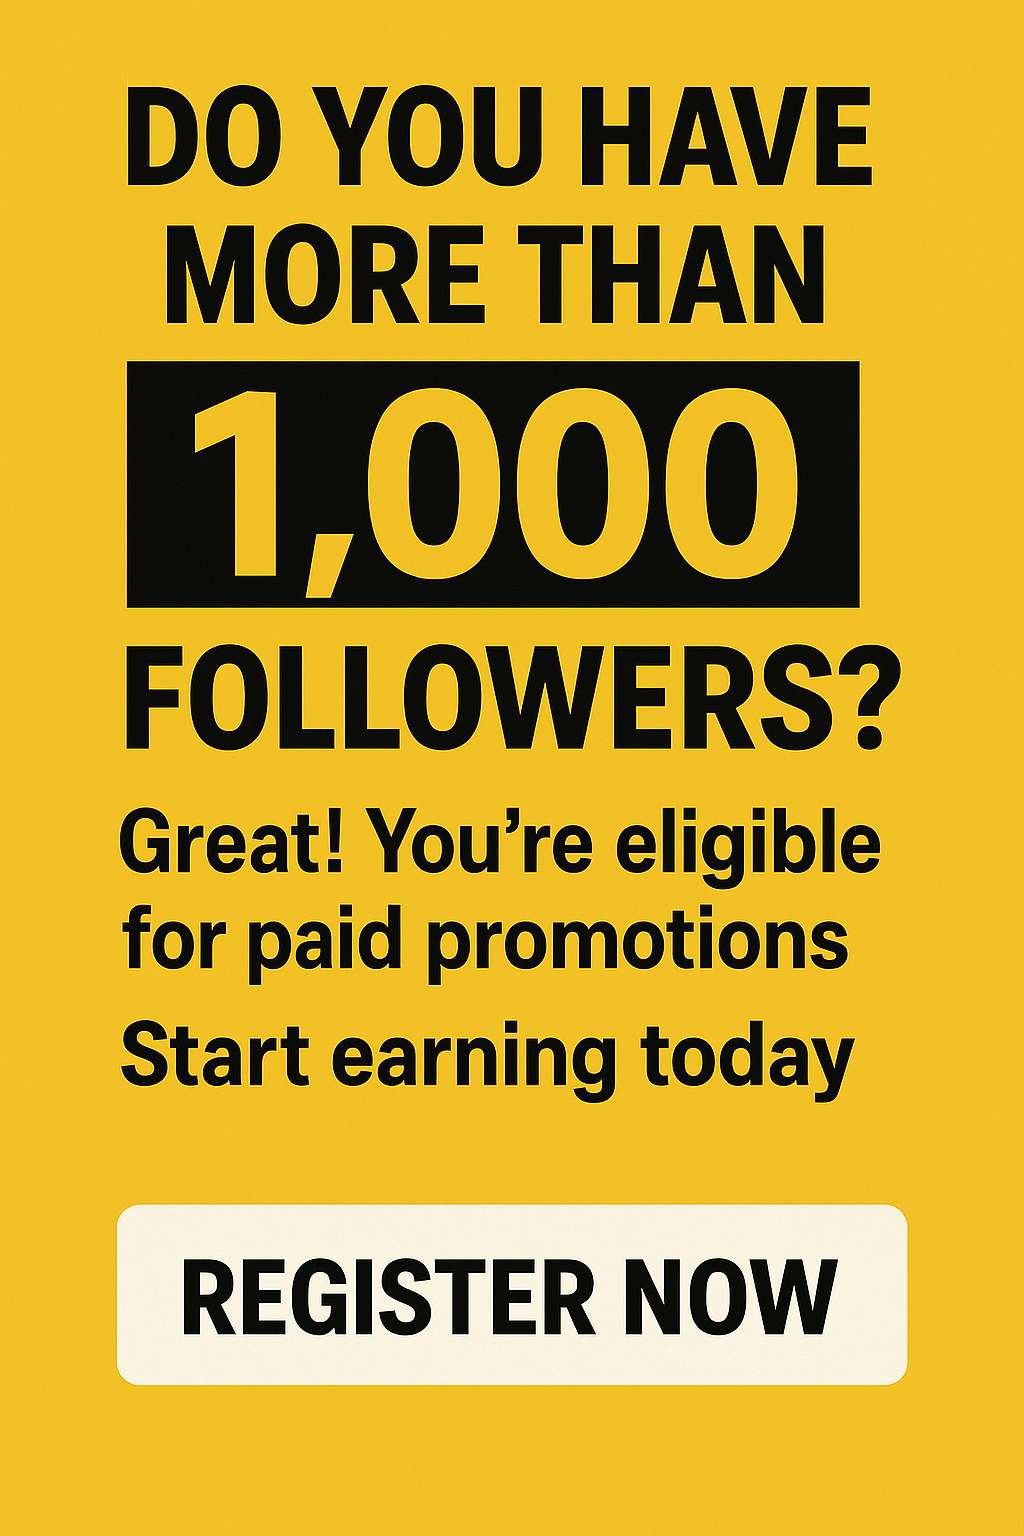 DO YOU HAVE
MORE THAN
1,000
FOLLOWERS?
Great! You’re eligible
for paid promotions
Start earning today
REGISTER NOW